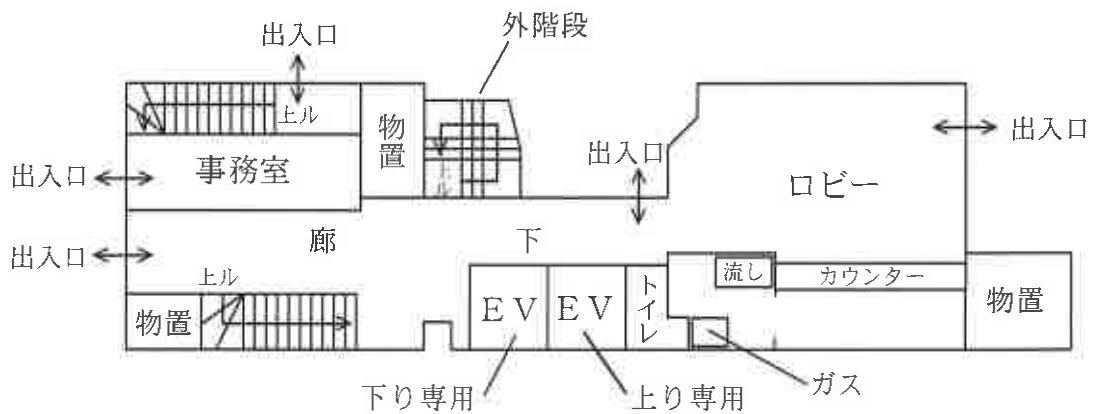 出入口
外階段
上ル
物置
上ル
出入口
出入口
出入口
事務室
ロビー
出入口
廊下
上ル
物置
EV
EV
トイレ
流し
カウンター
物置
下り専用
上り専用
ガス